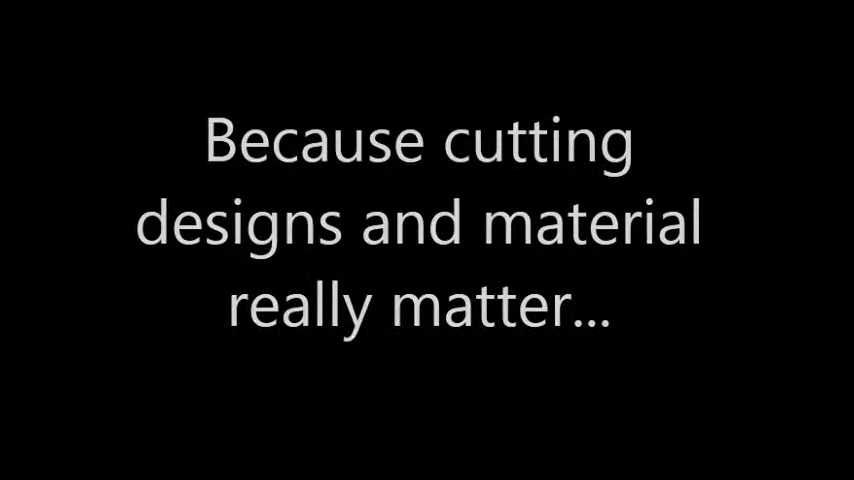 Because cutting
designs and material
really matter...